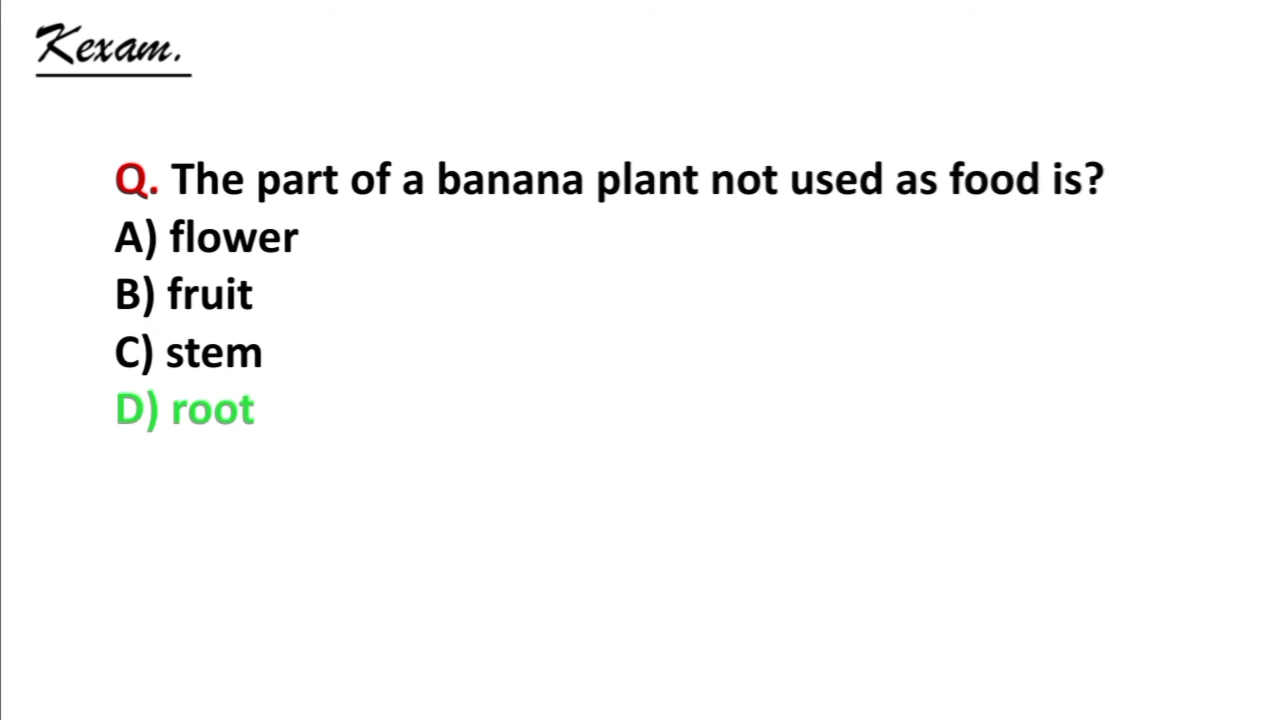 Kexam.
Q. The part of a banana plant not used as food is?
A) flower
B) fruit
C) stem
D) root